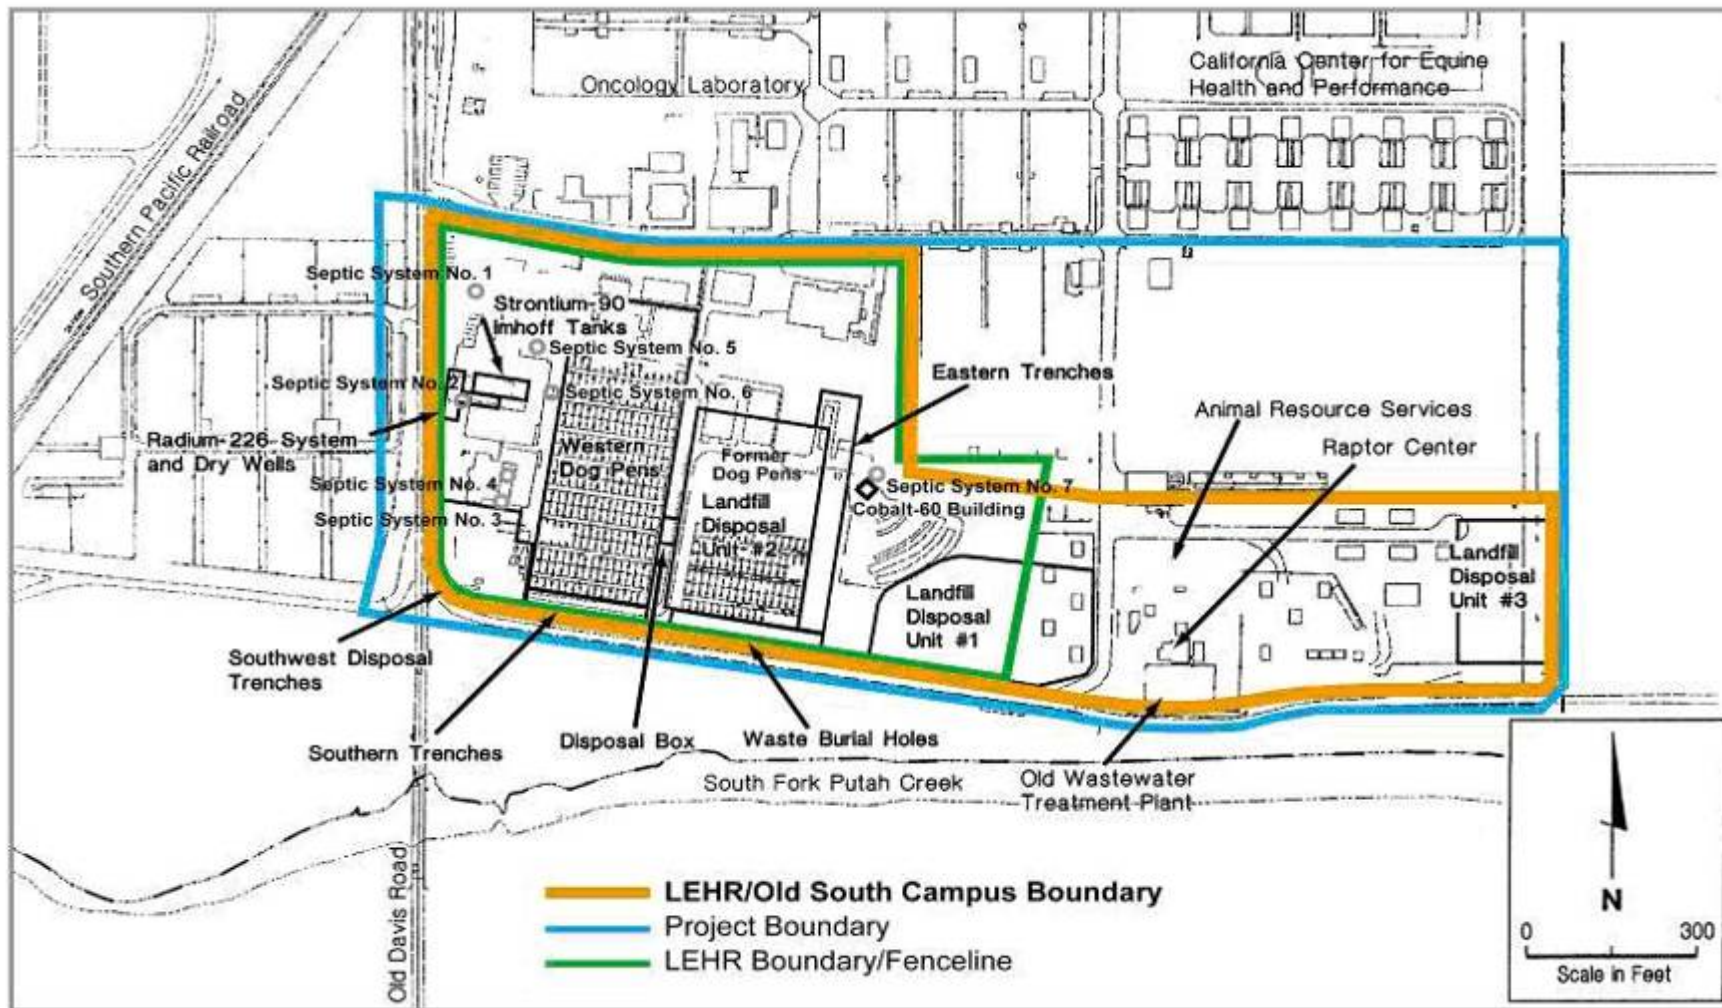 Oncology Laboratory
California Center for Equine
Health and Performance
Southern Pacific Railroad
Septic System No. 1
Strontium-90
Imhoff Tanks
Septic System No. 5
Septic System No. 2
Septic System No. 6
Eastern Trenches
Animal Resource Services
Raptor Center
Radium-226 System
and Dry Wells
Western
Dog Pens
Former
Dog Pens
Septic System No. 4
Septic System No. 7
Septic System No. 3
Landfill
Disposal
Unit #2
Cobalt-60 Building
Landfill
Disposal
Unit #1
Landfill
Disposal
Unit #3
Southwest Disposal
Trenches
Southern Trenches
Disposal Box
Waste Burial Holes
South Fork Putah Creek
Old Wastewater
Treatment Plant
Old Davis Road
LEHR/Old South Campus Boundary
Project Boundary
LEHR Boundary/Fenceline
N
0 300
Scale in Feet